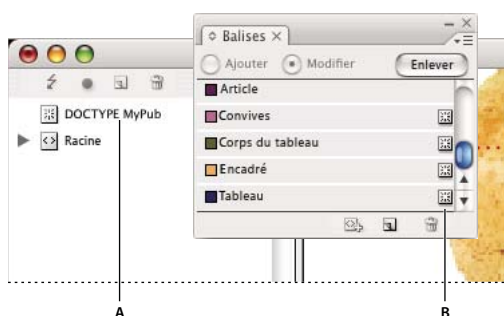 Balises ×
Ajouter Modifier Enlever
Article
Convives
Corps du tableau
Encadré
Tableau
DOCTYPE MyPub
Racine
A
B